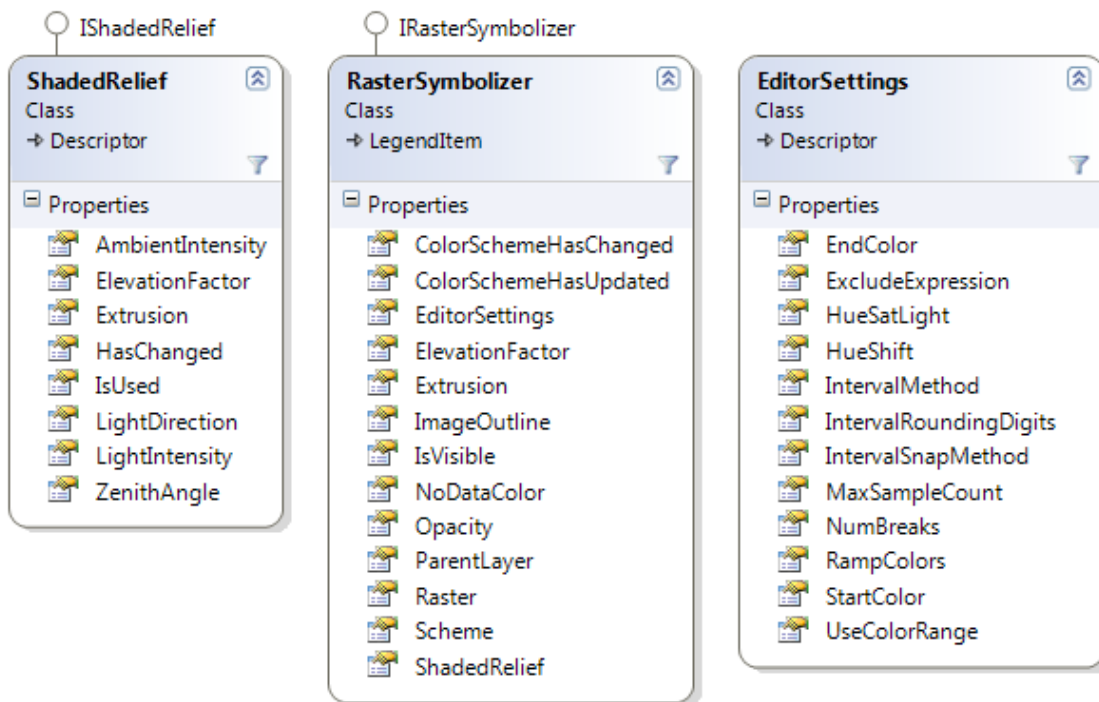 IShadedRelief
ShadedRelief
Class
Descriptor
Properties
AmbientIntensity
ElevationFactor
Extrusion
HasChanged
IsUsed
LightDirection
LightIntensity
ZenithAngle
IRasterSymbolizer
RasterSymbolizer
Class
LegendItem
Properties
ColorSchemeHasChanged
ColorSchemeHasUpdated
EditorSettings
ElevationFactor
Extrusion
ImageOutline
IsVisible
NoDataColor
Opacity
ParentLayer
Raster
Scheme
ShadedRelief
EditorSettings
Class
Descriptor
Properties
EndColor
ExcludeExpression
HueSatLight
HueShift
IntervalMethod
IntervalRoundingDigits
IntervalSnapMethod
MaxSampleCount
NumBreaks
RampColors
StartColor
UseColorRange